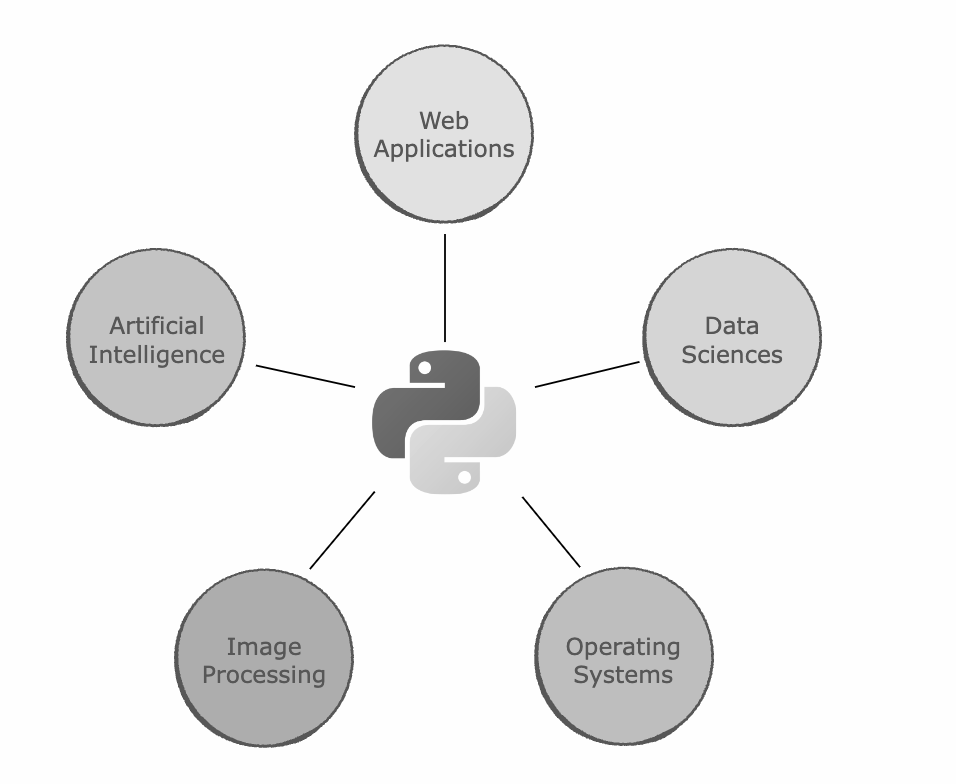 Web
Applications
Artificial
Intelligence
Data
Sciences
Image
Processing
Operating
Systems